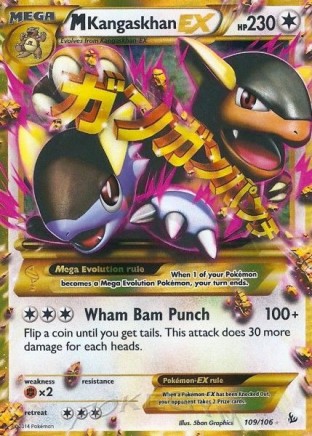 MEGA
M Kangaskhan EX HP230
Evolves from Kangaskhan-EX
ガンガンパンチ
Mega Evolution rule
When 1 of your Pokémon
becomes a Mega Evolution Pokémon, your turn ends.
Wham Bam Punch 100+
Flip a coin until you get tails. This attack does 30 more
damage for each heads.
weakness resistance
×2
Pokémon-EX rule
When a Pokémon-EX has been Knocked Out,
your opponent takes 2 Prize cards.
retreat
©2014 Pokémon
illus. 5ban Graphics 109/106